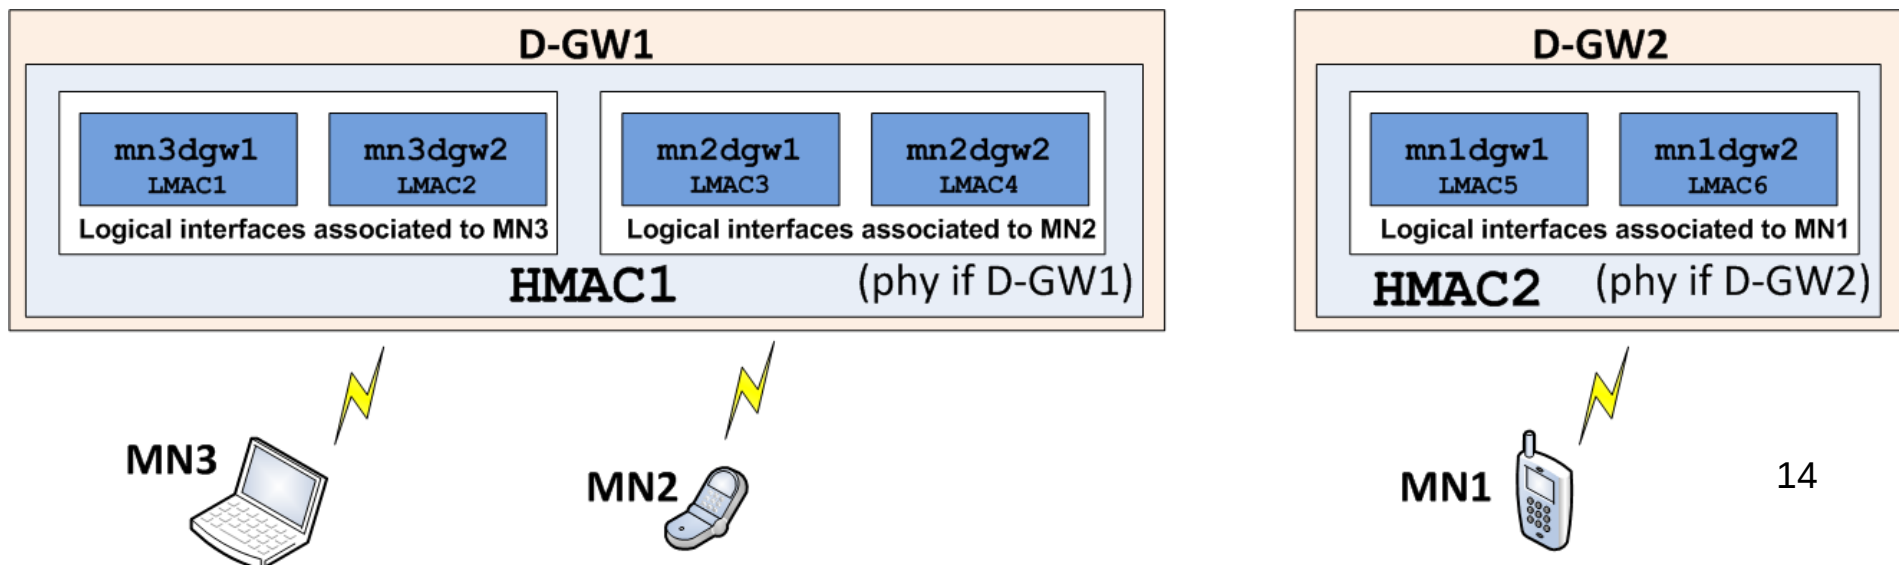 D-GW1
mn3dgw1
LMAC1
mn3dgw2
LMAC2
Logical interfaces associated to MN3
mn2dgw1
LMAC3
mn2dgw2
LMAC4
Logical interfaces associated to MN2
HMAC1
(phy if D-GW1)
D-GW2
mn1dgw1
LMAC5
mn1dgw2
LMAC6
Logical interfaces associated to MN1
HMAC2
(phy if D-GW2)
MN3
MN2
MN1
14